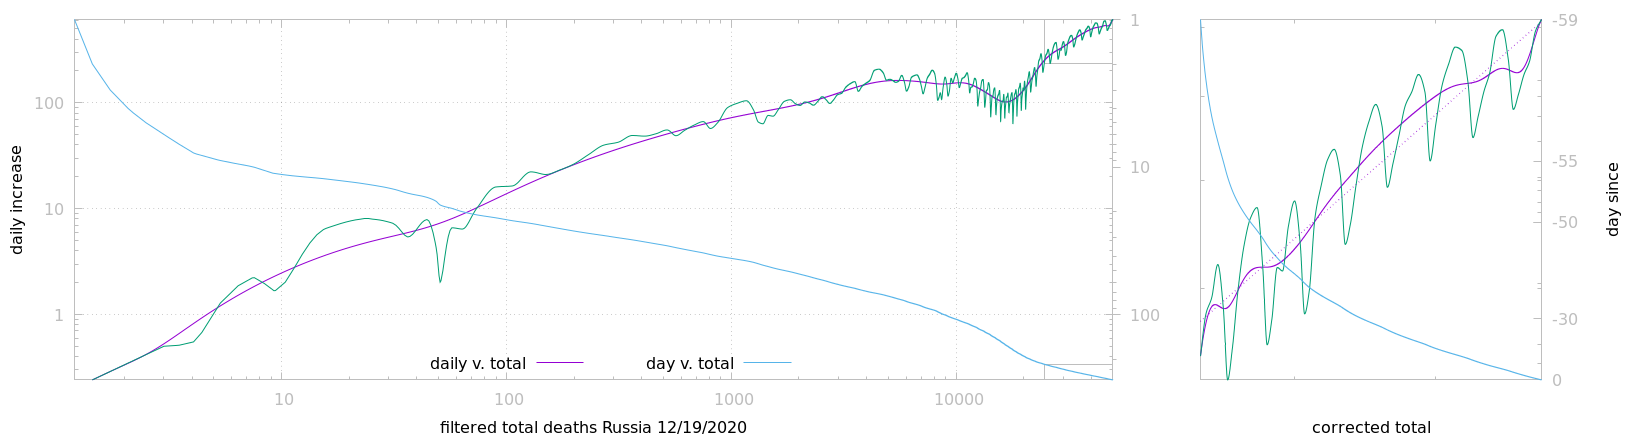 daily increase
100
10
1
10
100
1000
10000
1
10
100
daily v. total
day v. total
filtered total deaths Russia 12/19/2020
-59
-55
-50
-30
0
day since
corrected total